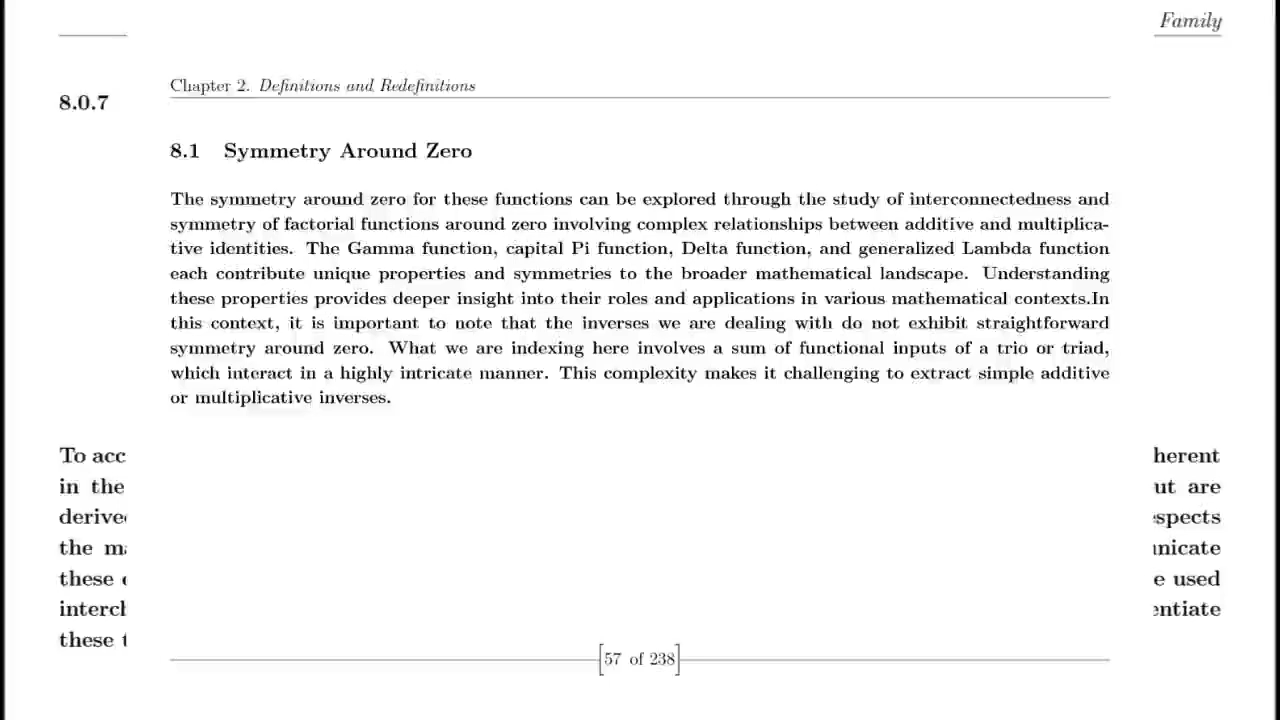 Family
Chapter 2. Definitions and Redefinitions
8.0.7
8.1 Symmetry Around Zero
The symmetry around zero for these functions can be explored through the study of interconnectedness and
symmetry of factorial functions around zero involving complex relationships between additive and multiplica-
tive identities. The Gamma function, capital Pi function, Delta function, and generalized Lambda function
each contribute unique properties and symmetries to the broader mathematical landscape. Understanding
these properties provides deeper insight into their roles and applications in various mathematical contexts.In
this context, it is important to note that the inverses we are dealing with do not exhibit straightforward
symmetry around zero. What we are indexing here involves a sum of functional inputs of a trio or triad,
which interact in a highly intricate manner. This complexity makes it challenging to extract simple additive
or multiplicative inverses.
To acc herent
in the ut are
derive spects
the m nicate
these e used
interch entiate
these t
[57 of 238]